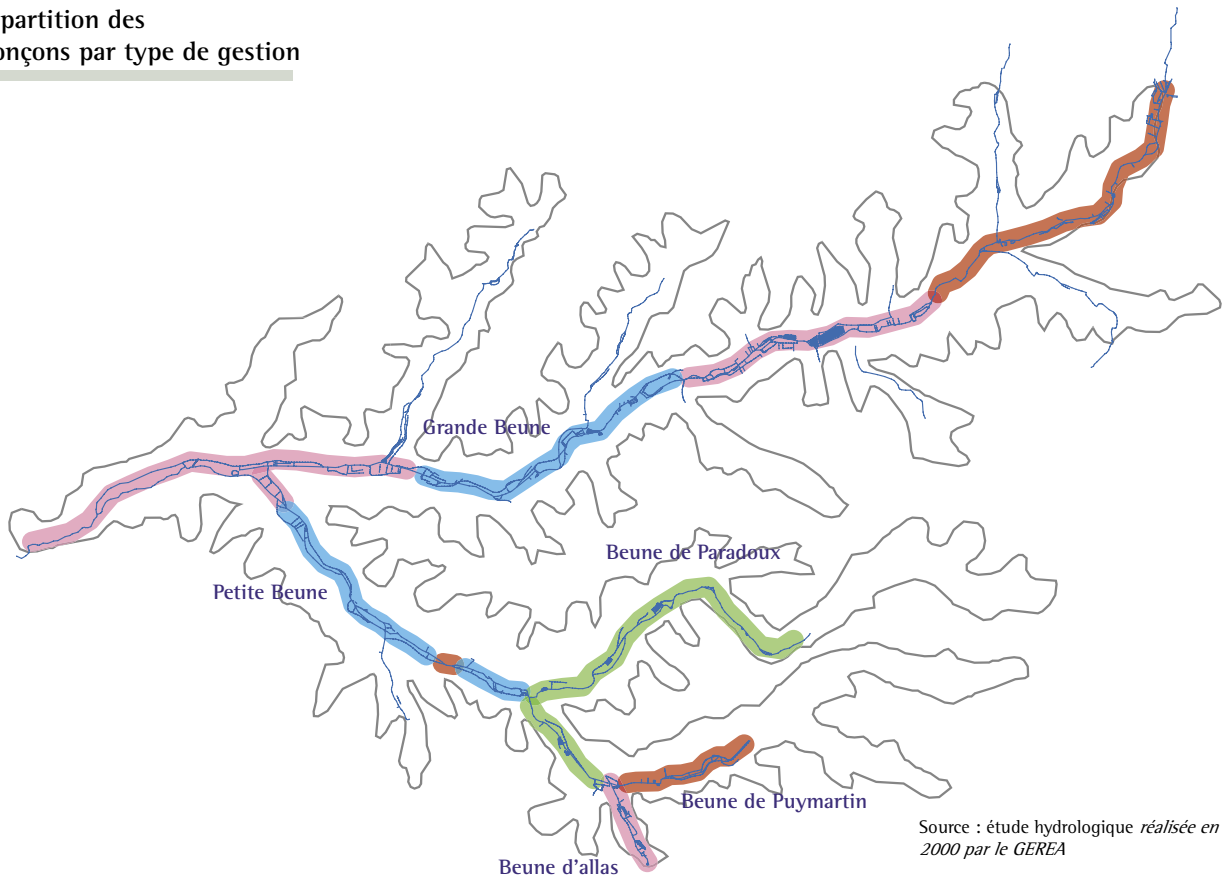 partition des
onçons par type de gestion
Grande Beune
Beune de Paradoux
Petite Beune
Beune de Puymartin
Source : étude hydrologique réalisée en
2000 par le GEREA
Beune d'allas